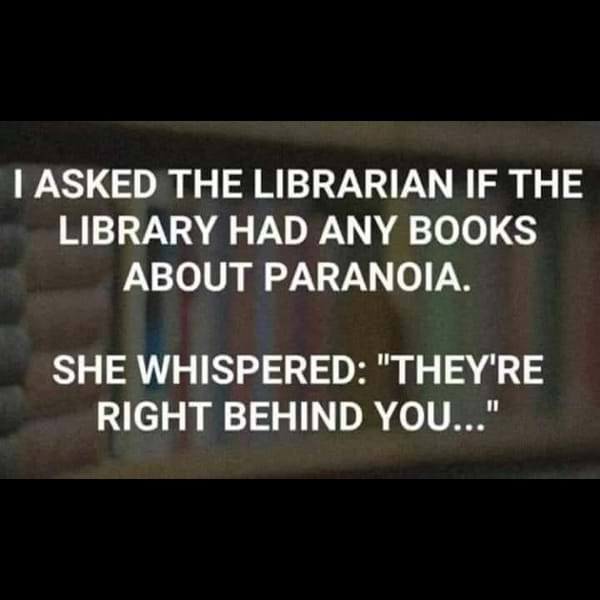 I ASKED THE LIBRARIAN IF THE
LIBRARY HAD ANY BOOKS
ABOUT PARANOIA.
SHE WHISPERED: "THEY'RE
RIGHT BEHIND YOU..."